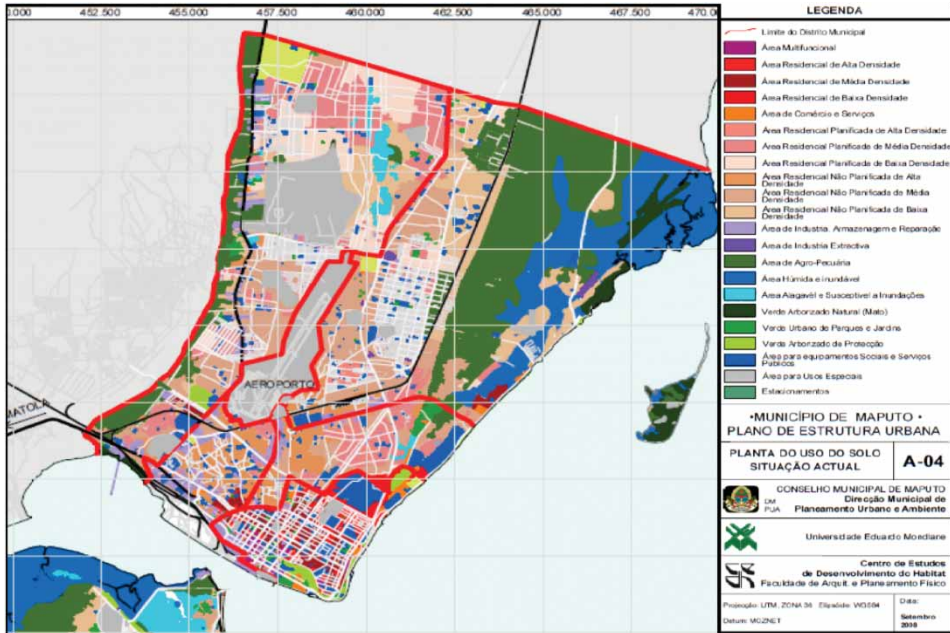 455.000 457.500 460.000 462.500 465.000 467.500
AEROPORTO
MATOLA
LEGENDA
Limite do Distrito Municipal
Área Multifuncional
Área Residencial de Alta Densidade
Área Residencial de Média Densidade
Área Residencial de Baixa Densidade
Área de Comércio e Serviços
Área Residencial Planificada de Alta Densidade
Área Residencial Planificada de Média Densidade
Área Residencial Planificada de Baixa Densidade
Área Residencial Não Planificada de Alta
Densidade
Área Residencial Não Planificada de Média
Densidade
Área Residencial Não Planificada de Baixa
Densidade
Área de Industria, Armazenagem e Reparação
Área de Industria Extractiva
Área de Agro-Pecuária
Área Húmida e inundável
Área Alagável e Susceptivel a Inundações
Verde Arborizado Natural (Mato)
Verde Urbano de Parques e Jardins
Verde Arborizado de Protecção
Área para equipamentos Sociais e Serviços
Públicos
Área para Usos Especiais
Estacionamentos
•MUNICÍPIO DE MAPUTO •
PLANO DE ESTRUTURA URBANA
PLANTA DO USO DO SOLO
SITUAÇÃO ACTUAL
A-04
CONSELHO MUNICIPAL DE MAPUTO
DM
PUA
Direcção Municipal de
Planeamento Urbano e Ambiente
Universidade Eduardo Mondlane
Centro de Estudos
de Desenvolvimento do Habitat
Faculdade de Arquit. e Planeamento Físico
Projecção: UTM, ZONA 36 Elipsóide: WGS84
Datum: MOZNET
Data:
Setembro
2008